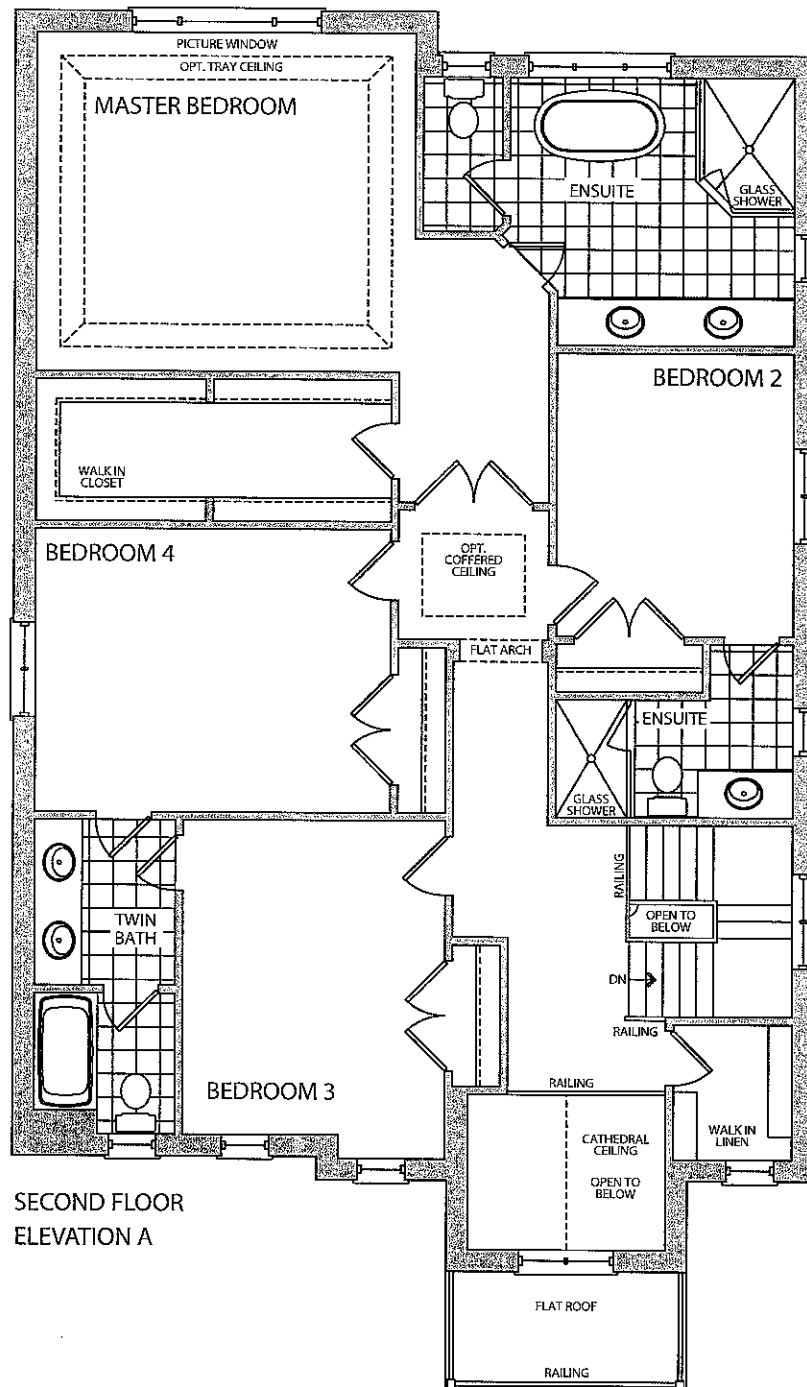 PICTURE WINDOW
OPT. TRAY CEILING
MASTER BEDROOM
ENSUITE
GLASS
SHOWER
BEDROOM 2
WALK IN
CLOSET
BEDROOM 4
OPT.
COFFERED
CEILING
FLAT ARCH
ENSUITE
GLASS
SHOWER
RAILING
TWIN
BATH
OPEN TO
BELOW
DN
RAILING
BEDROOM 3
RAILING
CATHEDRAL
CEILING
OPEN TO
BELOW
WALK IN
LINEN
SECOND FLOOR
ELEVATION A
FLAT ROOF
RAILING